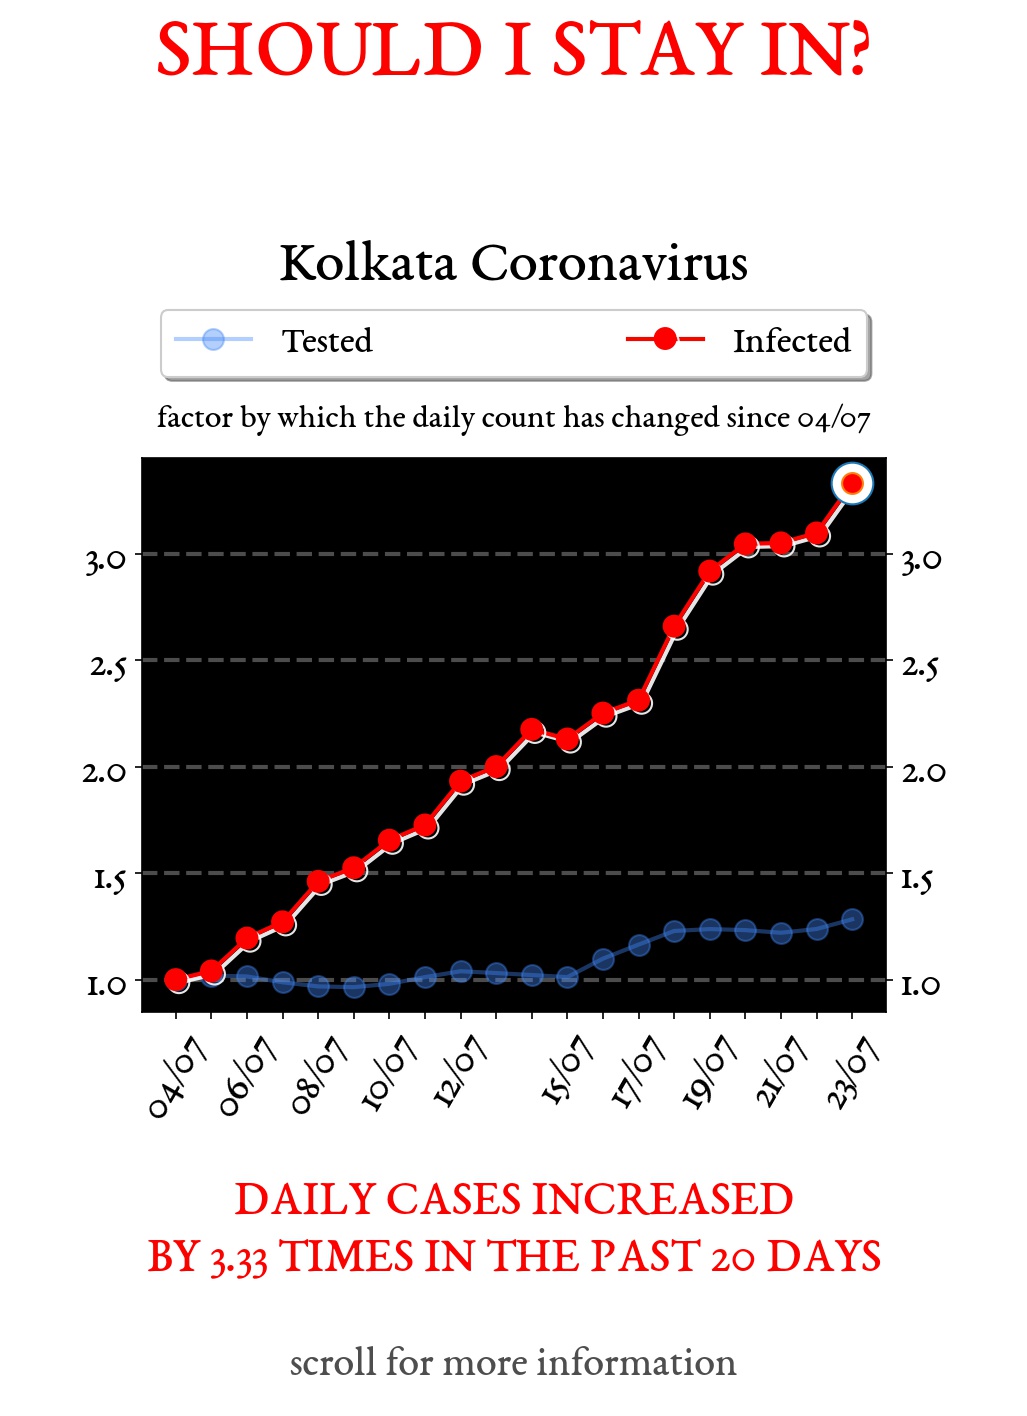 SHOULD I STAY IN?
Kolkata Coronavirus
Tested Infected
factor by which the daily count has changed since 04/07
3.0 3.0
2.5 2.5
2.0 2.0
1.5 1.5
1.0 1.0
04/07 06/07 08/07 10/07 12/07 15/07 17/07 19/07 21/07 23/07
DAILY CASES INCREASED
BY 3.33 TIMES IN THE PAST 20 DAYS
scroll for more information